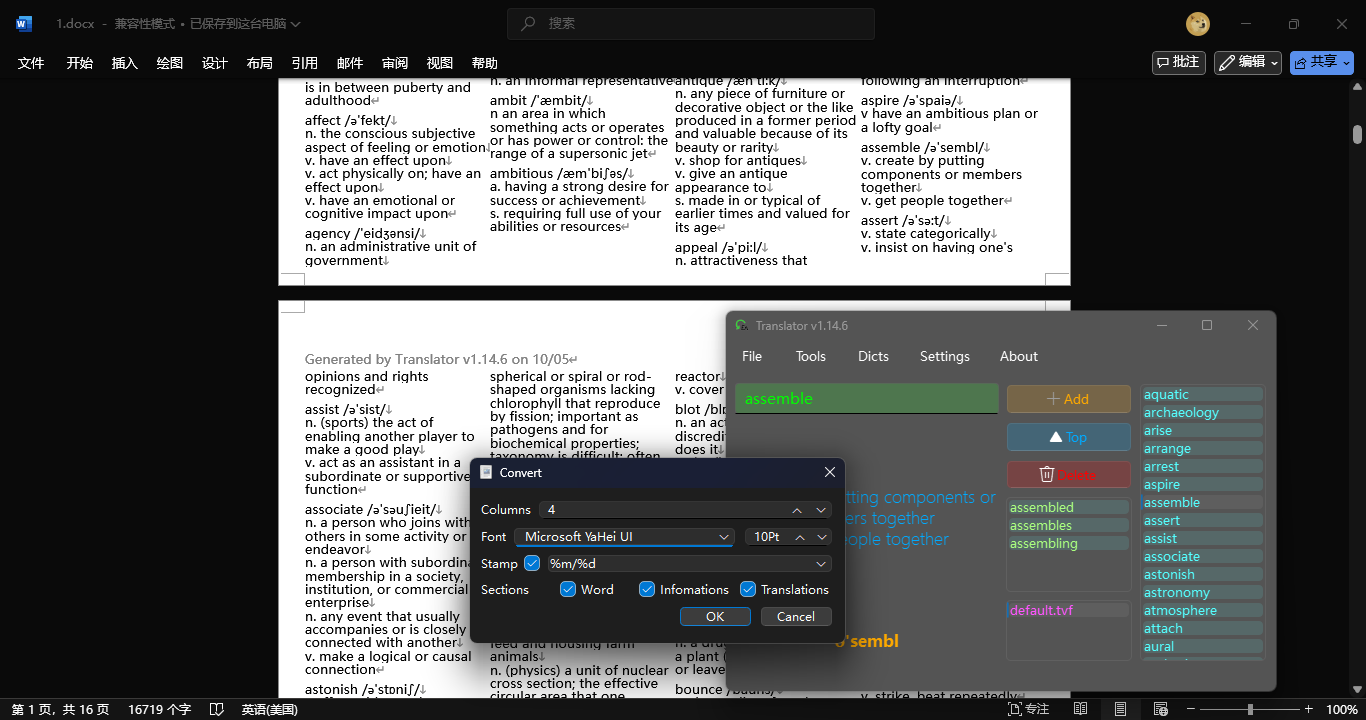 1.docx - 兼容性模式 • 已保存到这台电脑
搜索
文件 开始 插入 绘图 设计 布局 引用 邮件 审阅 视图 帮助
批注 编辑 共享
is in between puberty and
adulthood↵
affect /ə'fekt/↓
n. the conscious subjective
aspect of feeling or emotion↓
v. have an effect upon↓
v. act physically on; have an
effect upon↓
v. have an emotional or
cognitive impact upon↵
agency /'eidʒənsi/↓
n. an administrative unit of
government↓
n. an informal representative
ambit /'æmbit/↓
n an area in which
something acts or operates
or has power or control: the
range of a supersonic jet↵
ambitious /æm'biʃəs/↓
a. having a strong desire for
success or achievement↓
s. requiring full use of your
abilities or resources↵
antique /æn'ti:k/↓
n. any piece of furniture or
decorative object or the like
produced in a former period
and valuable because of its
beauty or rarity↓
v. shop for antiques↓
v. give an antique
appearance to↓
s. made in or typical of
earlier times and valued for
its age↵
appeal /ə'pi:l/↓
n. attractiveness that
following an interruption↵
aspire /ə'spaiə/↓
v have an ambitious plan or
a lofty goal↵
assemble /ə'sembl/↓
v. create by putting
components or members
together↓
v. get people together↵
assert /ə'sə:t/↓
v. state categorically↓
v. insist on having one's
Generated by Translator v1.14.6 on 10/05↵
opinions and rights
recognized↵
assist /ə'sist/↓
n. (sports) the act of
enabling another player to
make a good play↓
v. act as an assistant in a
subordinate or supportive
function↵
associate /ə'səuʃieit/↓
n. a person who joins with
others in some activity or
endeavor↓
n. a person with subordina
membership in a society,
institution, or commercial
enterprise↓
n. any event that usually
accompanies or is closely
connected with another↓
v. make a logical or causal
connection↵
astonish /ə'stɒniʃ/↓
spherical or spiral or rod-
shaped organisms lacking
chlorophyll that reproduce
by fission; important as
pathogens and for
biochemical properties;
taxonomy is difficult; often
feed and housing farm
animals↓
n. (physics) a unit of nuclear
cross section; the effective
circular area that one
reactor↓
v. cover
blot /blɒ
n. an ac
discredi
does it↓
a plant (
or leave
bounce /bauns/↓
v. strike, beat repeatedly↵
Translator v1.14.6
File Tools Dicts Settings About
assemble
Add
Top
Delete
tting components or
ers together
eople together
ə'sembl
assembled
assembles
assembling
default.tvf
aquatic
archaeology
arise
arrange
arrest
aspire
assemble
assert
assist
associate
astonish
astronomy
atmosphere
attach
aural
Convert
Columns 4
Font Microsoft YaHei UI 10Pt
Stamp %m/%d
Sections Word Infomations Translations
OK Cancel
第 1 页，共 16 页 16719 个字 英语(美国) 专注 100%